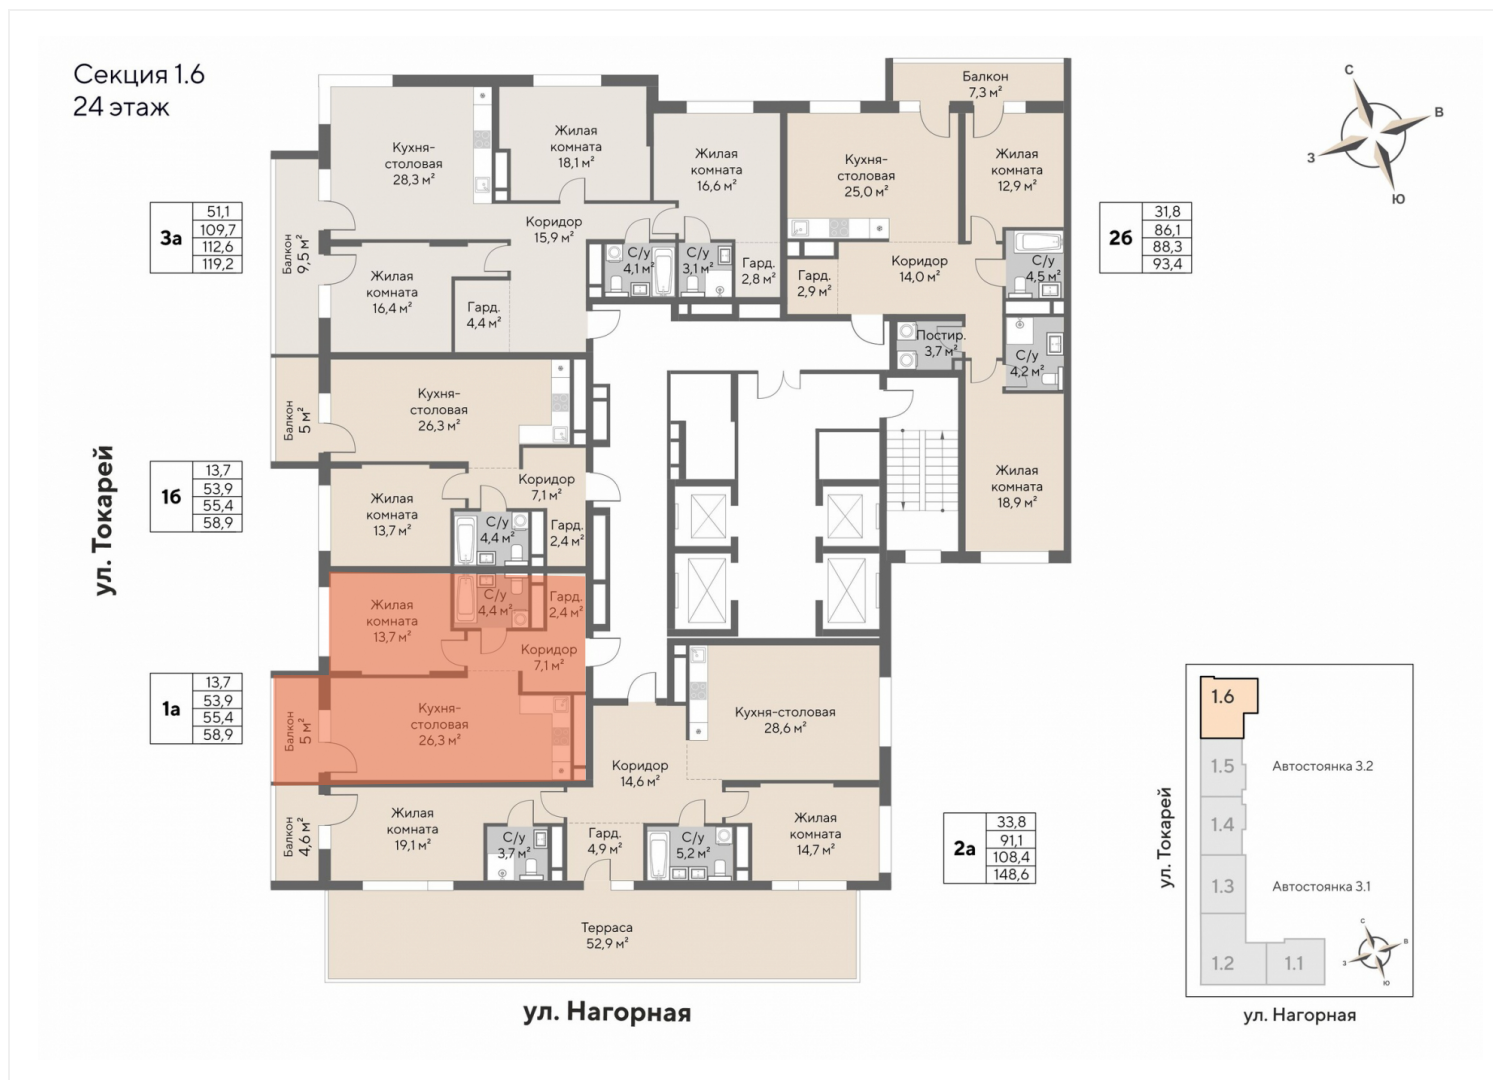 Секция 1.6
24 этаж
Балкон
7,3 м²
С
В
З
Ю
Кухня-
столовая
28,3 м²
Жилая
комната
18,1 м²
Жилая
комната
16,6 м²
Кухня-
столовая
25,0 м²
Жилая
комната
12,9 м²
3а
51,1
109,7
112,6
119,2
2б
31,8
86,1
88,3
93,4
Балкон
9,5 м²
Коридор
15,9 м²
С/у
4,1 м²
С/у
3,1 м²
Гард.
2,8 м²
Гард.
2,9 м²
Коридор
14,0 м²
С/у
4,5 м²
Жилая
комната
16,4 м²
Гард.
4,4 м²
Постир.
3,7 м²
С/у
4,2 м²
Балкон
5 м²
Кухня-
столовая
26,3 м²
ул. Токарей
1б
13,7
53,9
55,4
58,9
Жилая
комната
13,7 м²
Коридор
7,1 м²
С/у
4,4 м²
Гард.
2,4 м²
Жилая
комната
18,9 м²
Жилая
комната
13,7 м²
С/у
4,4 м²
Гард.
2,4 м²
Коридор
7,1 м²
1а
13,7
53,9
55,4
58,9
Балкон
5 м²
Кухня-
столовая
26,3 м²
Кухня-столовая
28,6 м²
Коридор
14,6 м²
Балкон
4,6 м²
Жилая
комната
19,1 м²
С/у
3,7 м²
Гард.
4,9 м²
С/у
5,2 м²
Жилая
комната
14,7 м²
2а
33,8
91,1
108,4
148,6
Терраса
52,9 м²
ул. Нагорная
1.6
1.5
Автостоянка 3.2
1.4
1.3
Автостоянка 3.1
1.2
1.1
С
В
З
Ю
ул. Токарей
ул. Нагорная